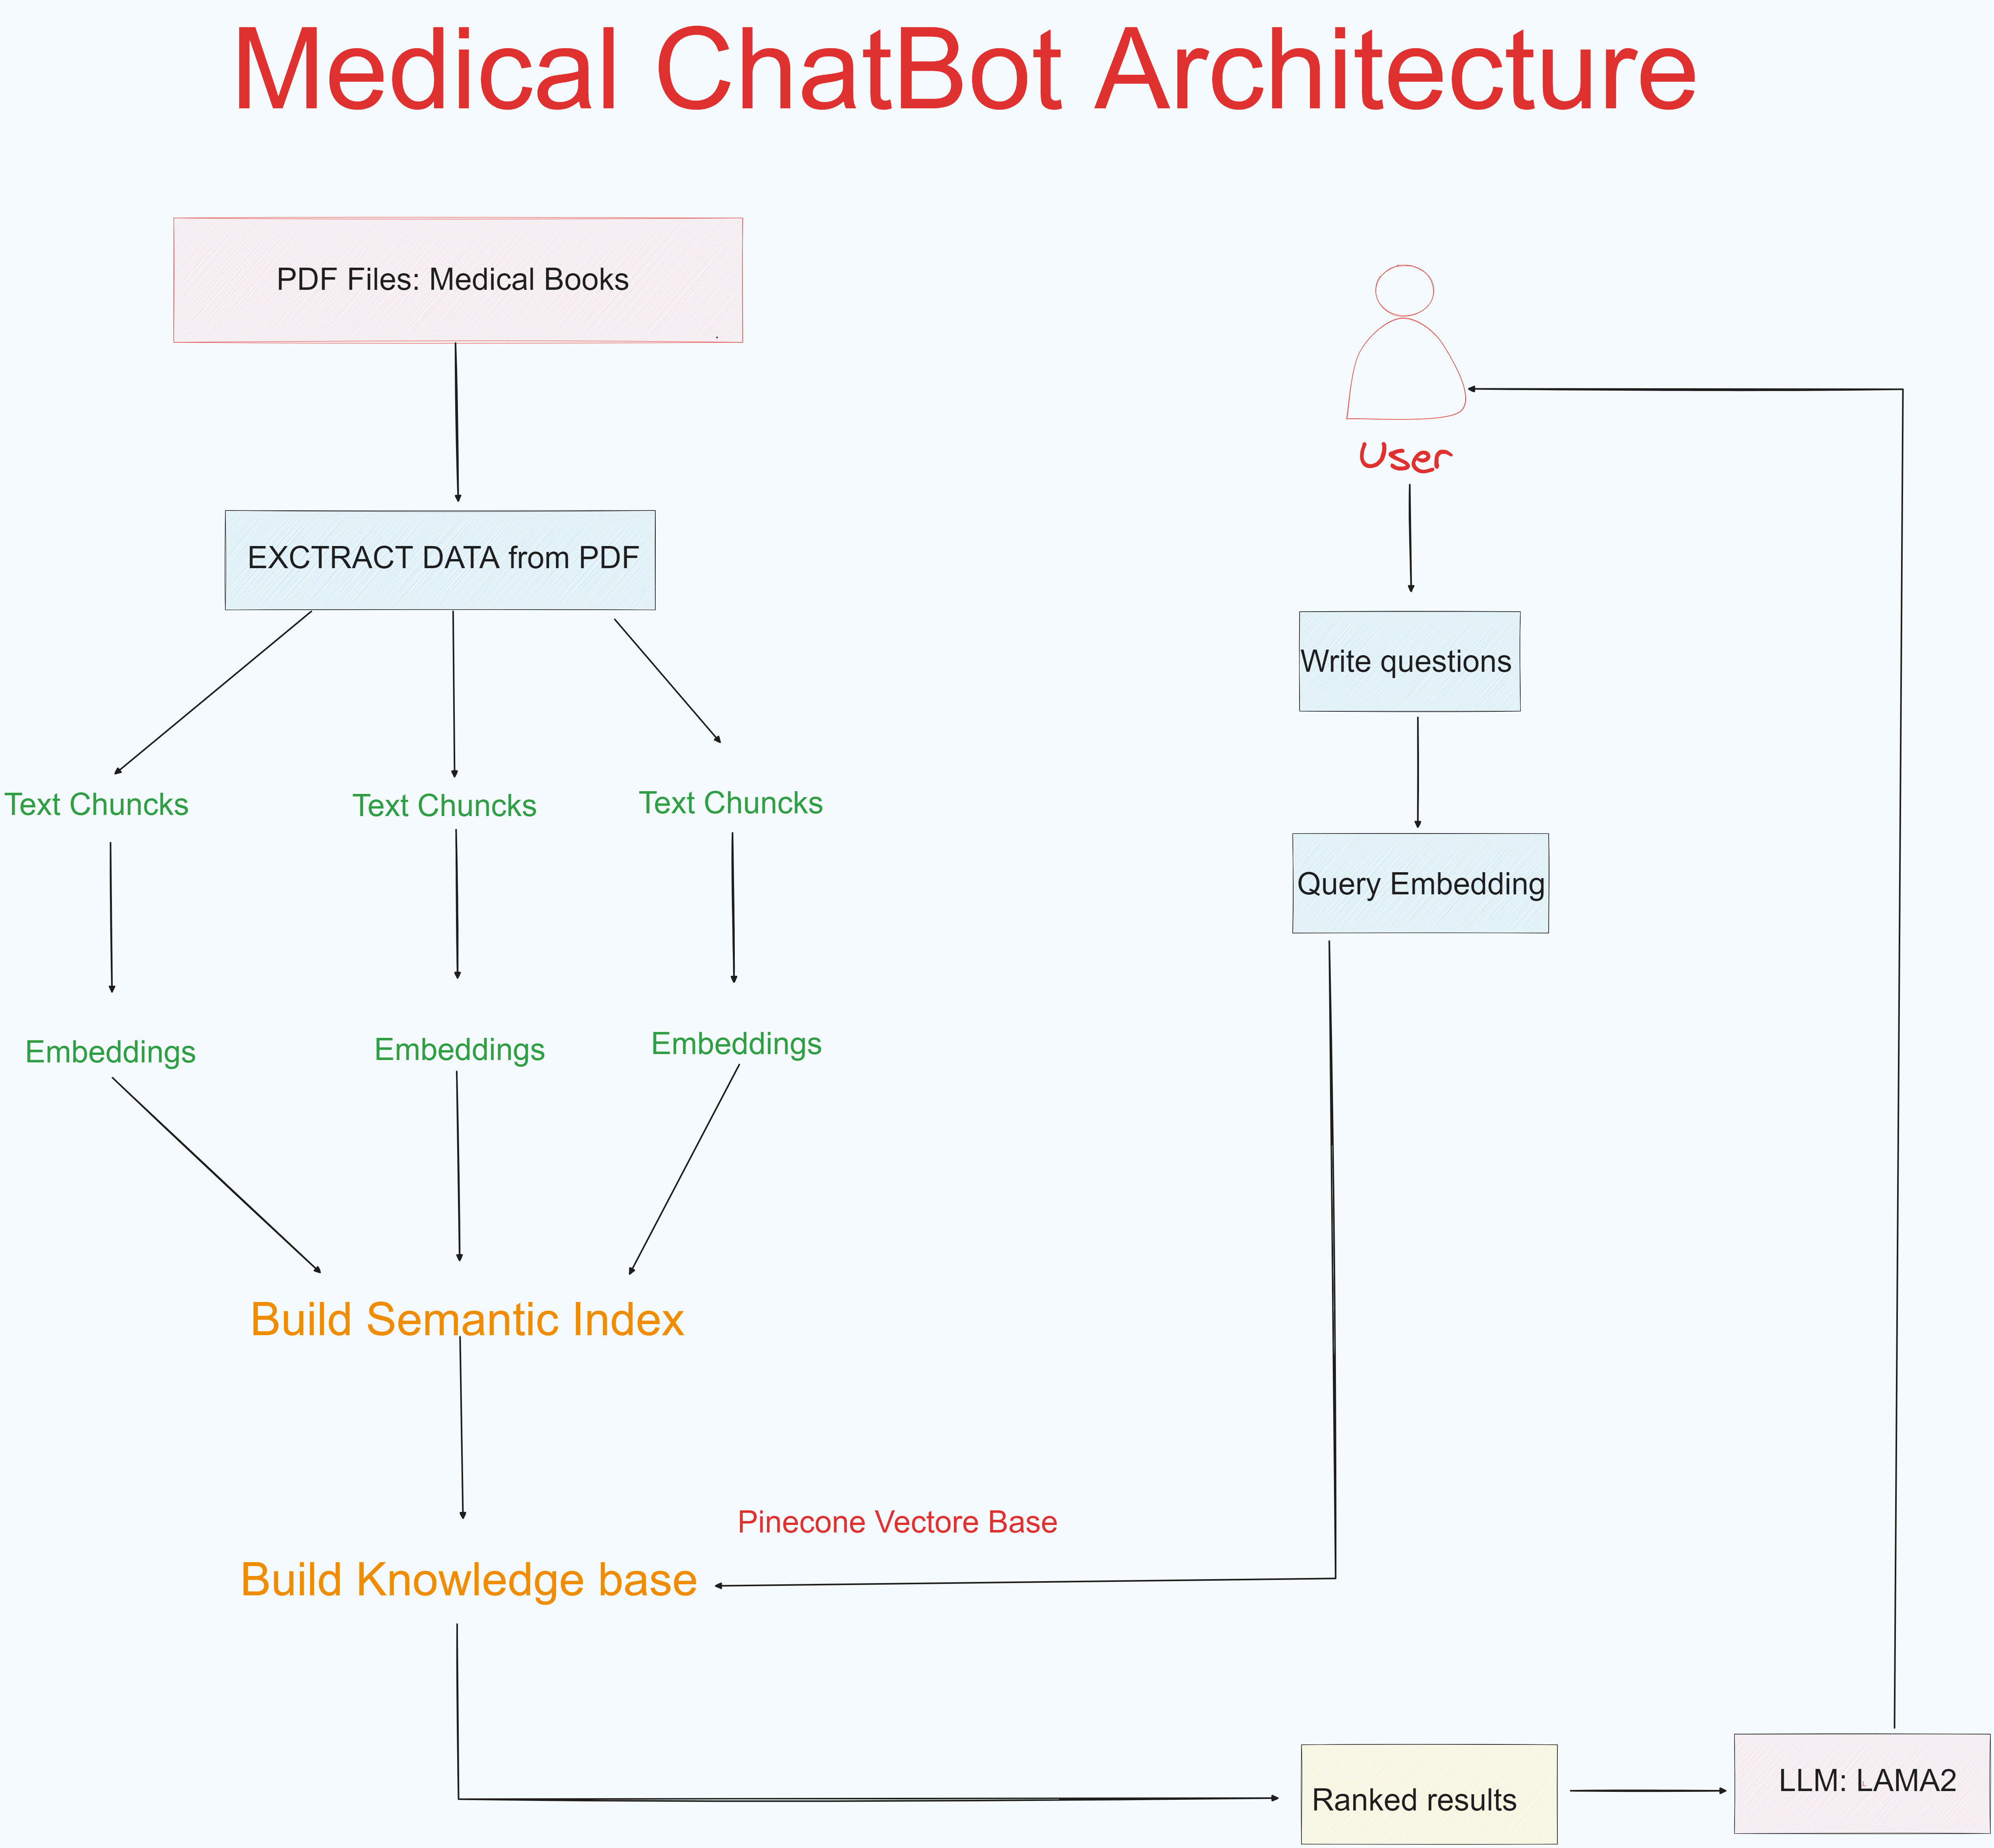 Medical ChatBot Architecture
PDF Files: Medical Books
User
EXCTRACT DATA from PDF
Write questions
Text Chuncks
Text Chuncks
Text Chuncks
Query Embedding
Embeddings
Embeddings
Embeddings
Build Semantic Index
Pinecone Vectore Base
Build Knowledge base
Ranked results
LLM: LAMA2